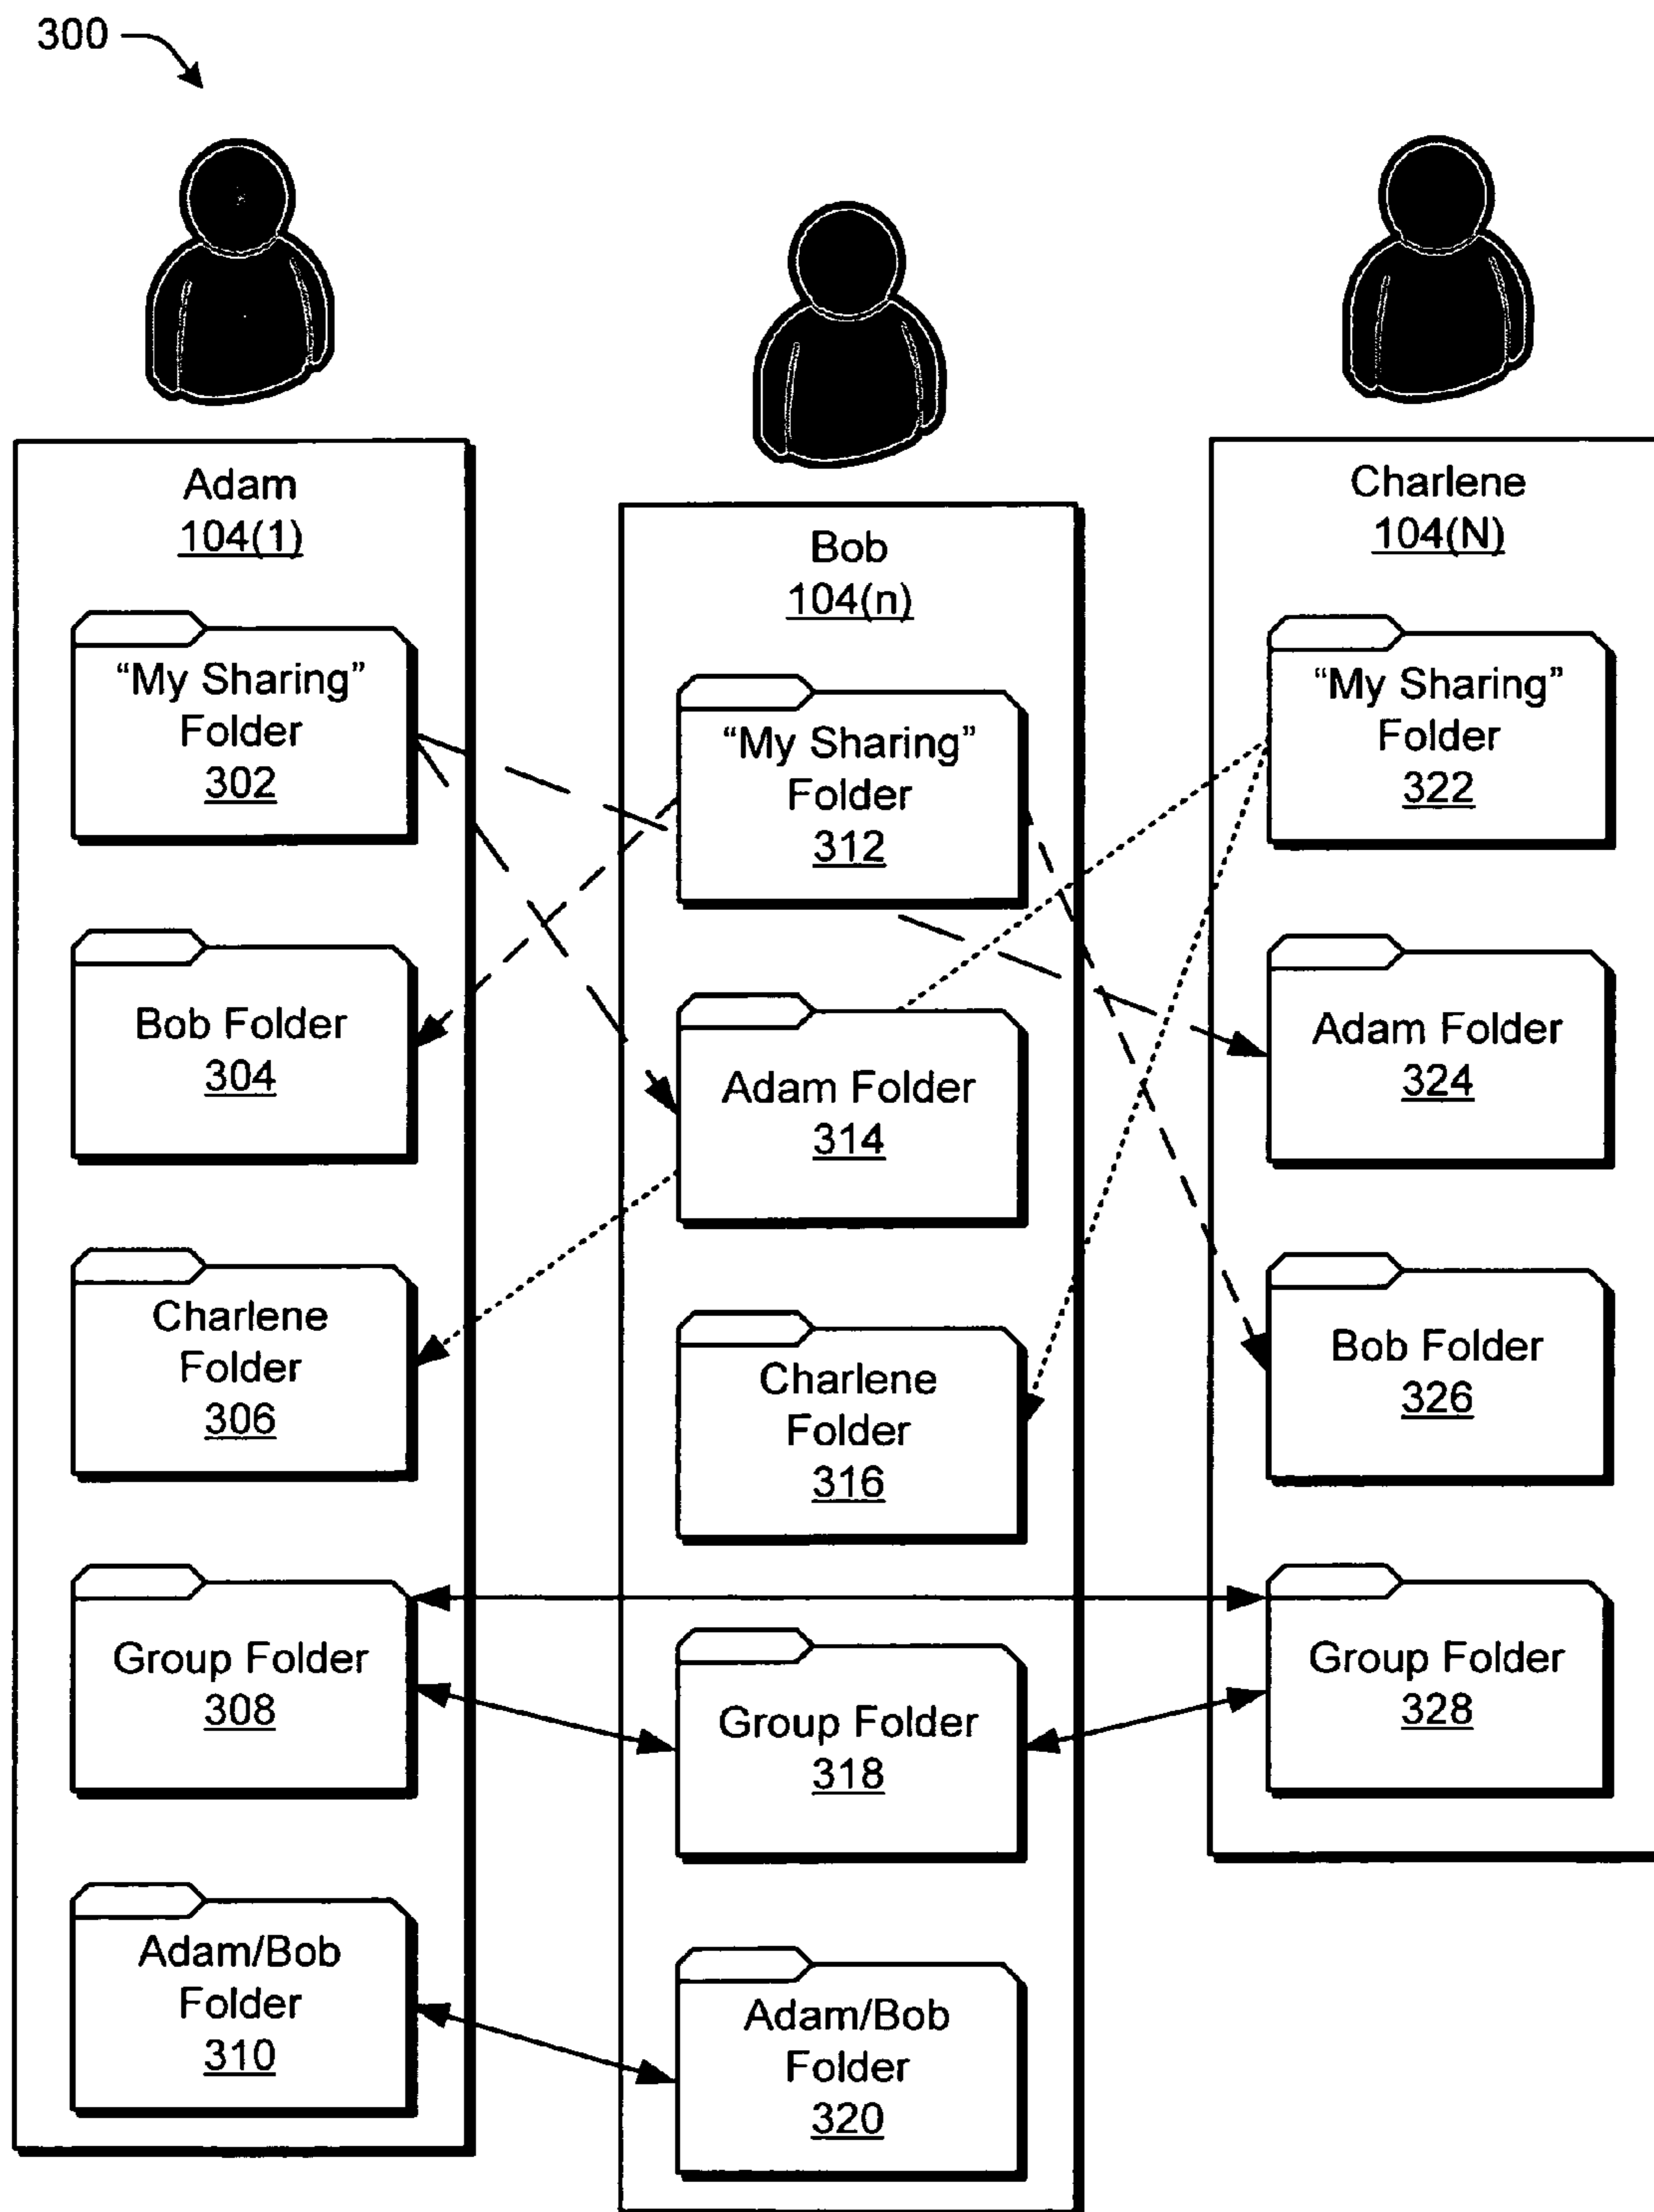 300
Adam
104(1)
“My Sharing”
Folder
302
Bob Folder
304
Charlene
Folder
306
Group Folder
308
Adam/Bob
Folder
310
Bob
104(n)
“My Sharing”
Folder
312
Adam Folder
314
Charlene
Folder
316
Group Folder
318
Adam/Bob
Folder
320
Charlene
104(N)
“My Sharing”
Folder
322
Adam Folder
324
Bob Folder
326
Group Folder
328